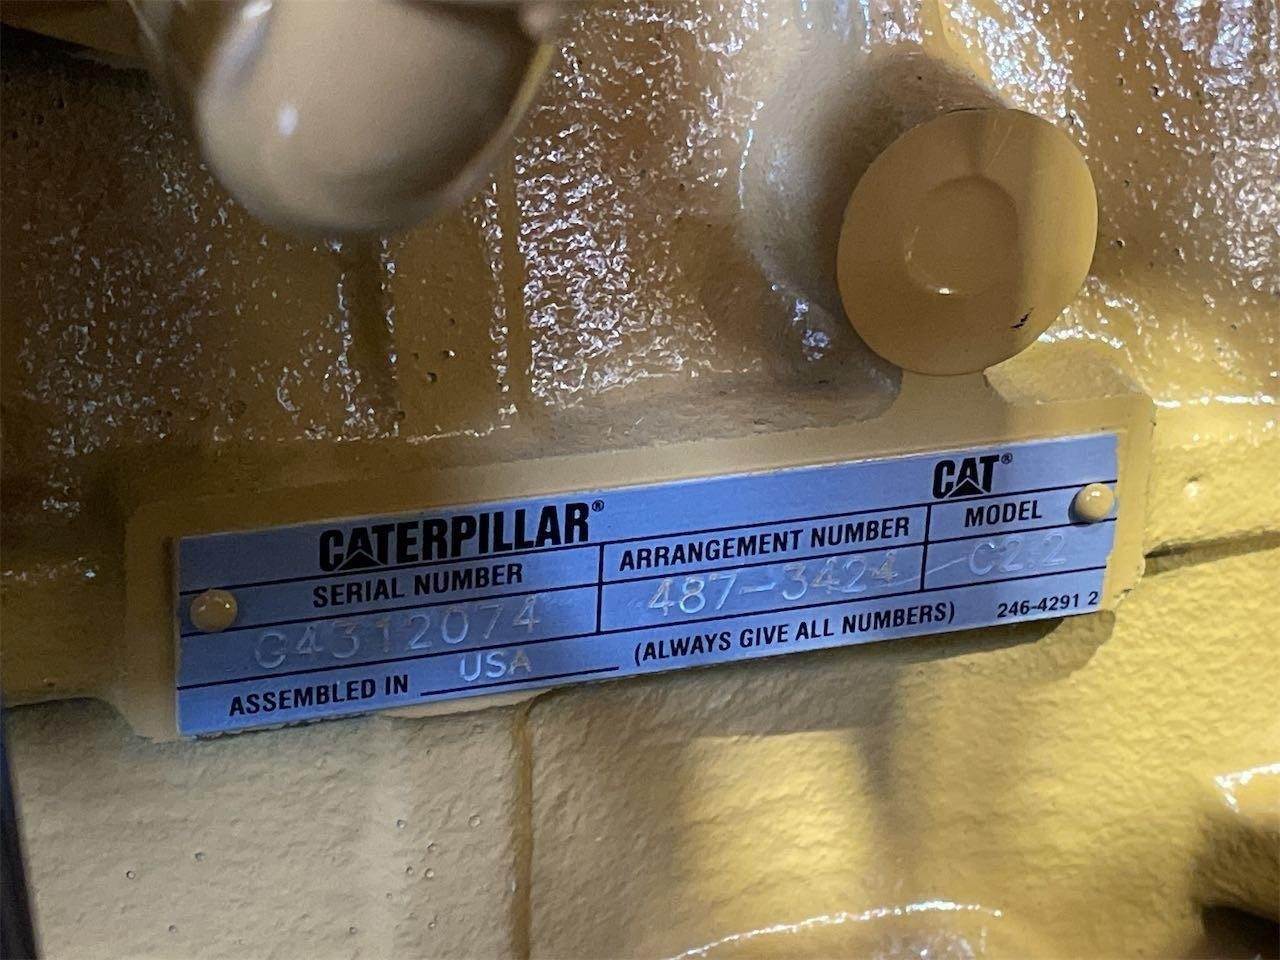 CATERPILLAR® CAT®
SERIAL NUMBER ARRANGEMENT NUMBER MODEL
G4312074 487-3424 C2.2
ASSEMBLED IN USA (ALWAYS GIVE ALL NUMBERS) 246-4291 2